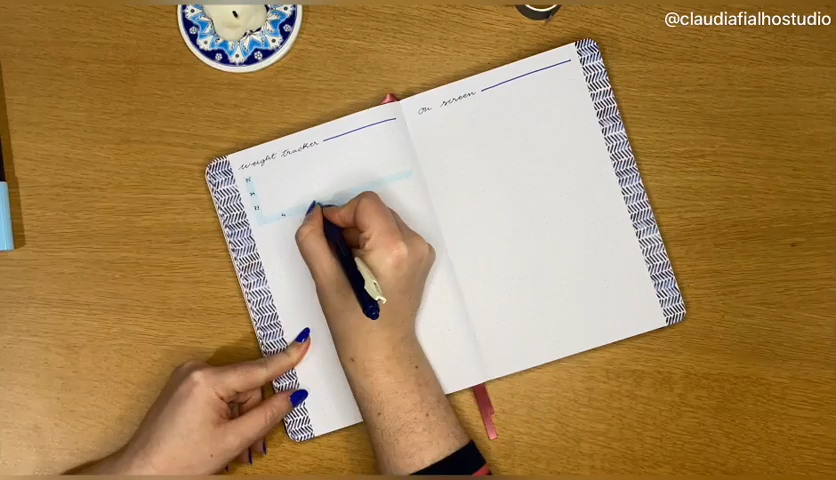 @claudiafialhostudio
weight tracker
on screen